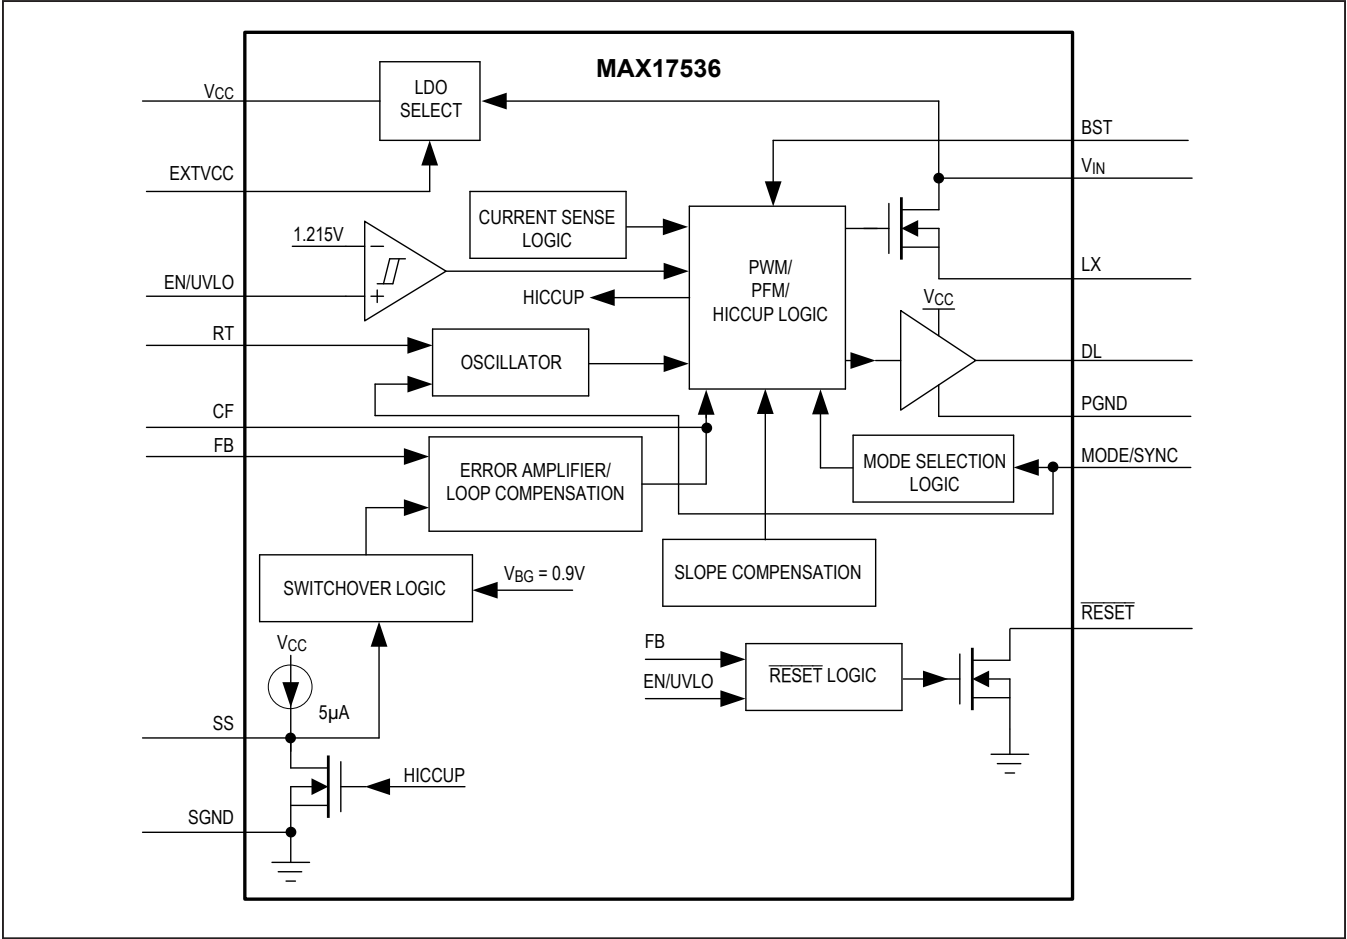 MAX17536
VCC
LDO
SELECT
BST
VIN
EXTVCC
CURRENT SENSE
LOGIC
1.215V
−
+
EN/UVLO
PWM/
PFM/
HICCUP LOGIC
LX
HICCUP
VCC
RT
OSCILLATOR
DL
CF
PGND
FB
ERROR AMPLIFIER/
LOOP COMPENSATION
MODE SELECTION
LOGIC
MODE/SYNC
SWITCHOVER LOGIC
VBG = 0.9V
SLOPE COMPENSATION
RESET
VCC
FB
EN/UVLO
RESET LOGIC
5µA
SS
HICCUP
SGND